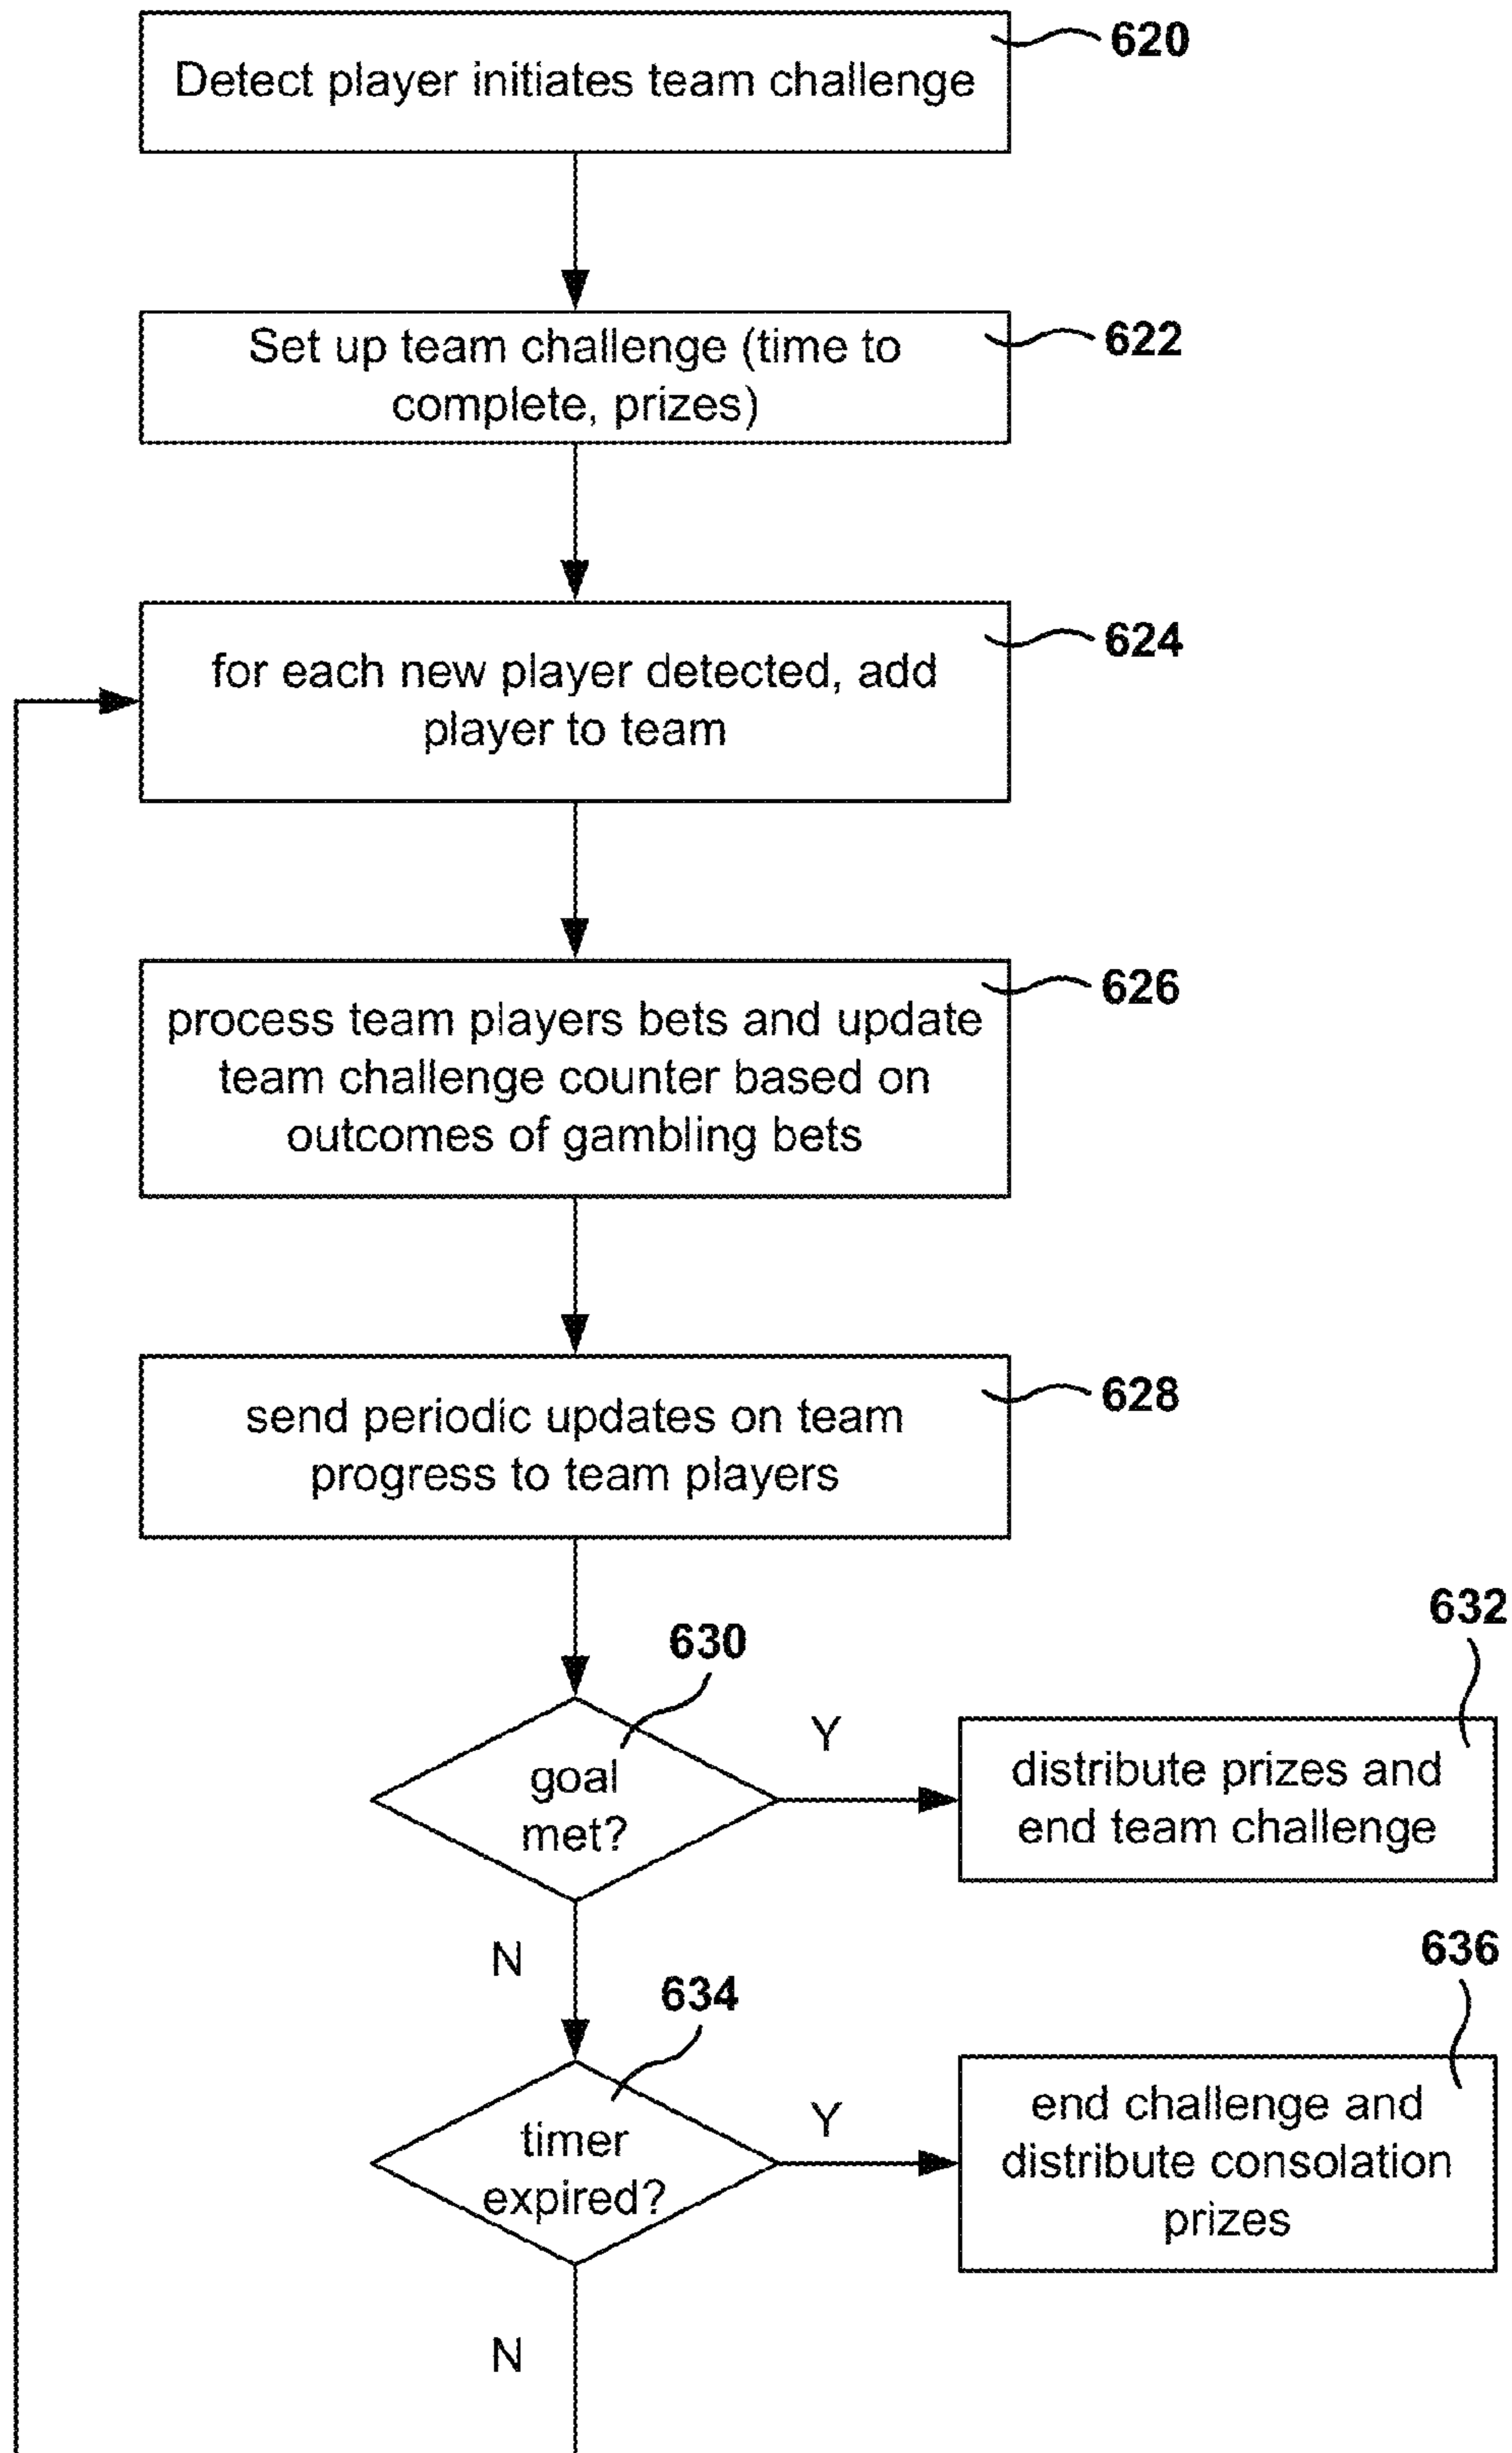 620
Detect player initiates team challenge
622
Set up team challenge (time to
complete, prizes)
624
for each new player detected, add
player to team
626
process team players bets and update
team challenge counter based on
outcomes of gambling bets
628
send periodic updates on team
progress to team players
630
goal
met?
Y
632
distribute prizes and
end team challenge
N
634
timer
expired?
Y
636
end challenge and
distribute consolation
prizes
N